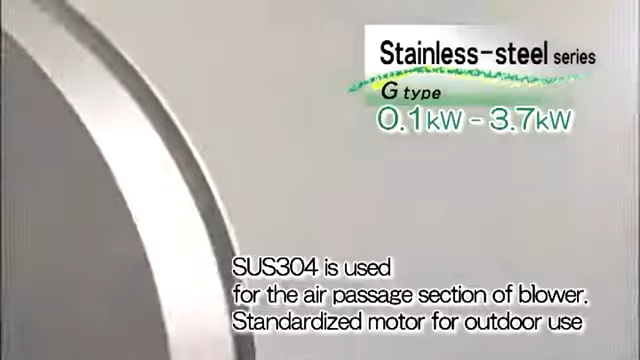 Stainless-steel series
G type
0.1kW - 3.7kW
SUS304 is used
for the air passage section of blower.
Standardized motor for outdoor use